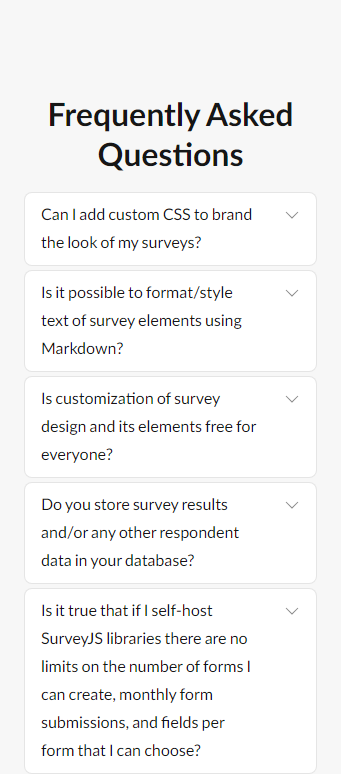 Frequently Asked
Questions
Can I add custom CSS to brand
the look of my surveys?
Is it possible to format/style
text of survey elements using
Markdown?
Is customization of survey
design and its elements free for
everyone?
Do you store survey results
and/or any other respondent
data in your database?
Is it true that if I self-host
SurveyJS libraries there are no
limits on the number of forms I
can create, monthly form
submissions, and fields per
form that I can choose?